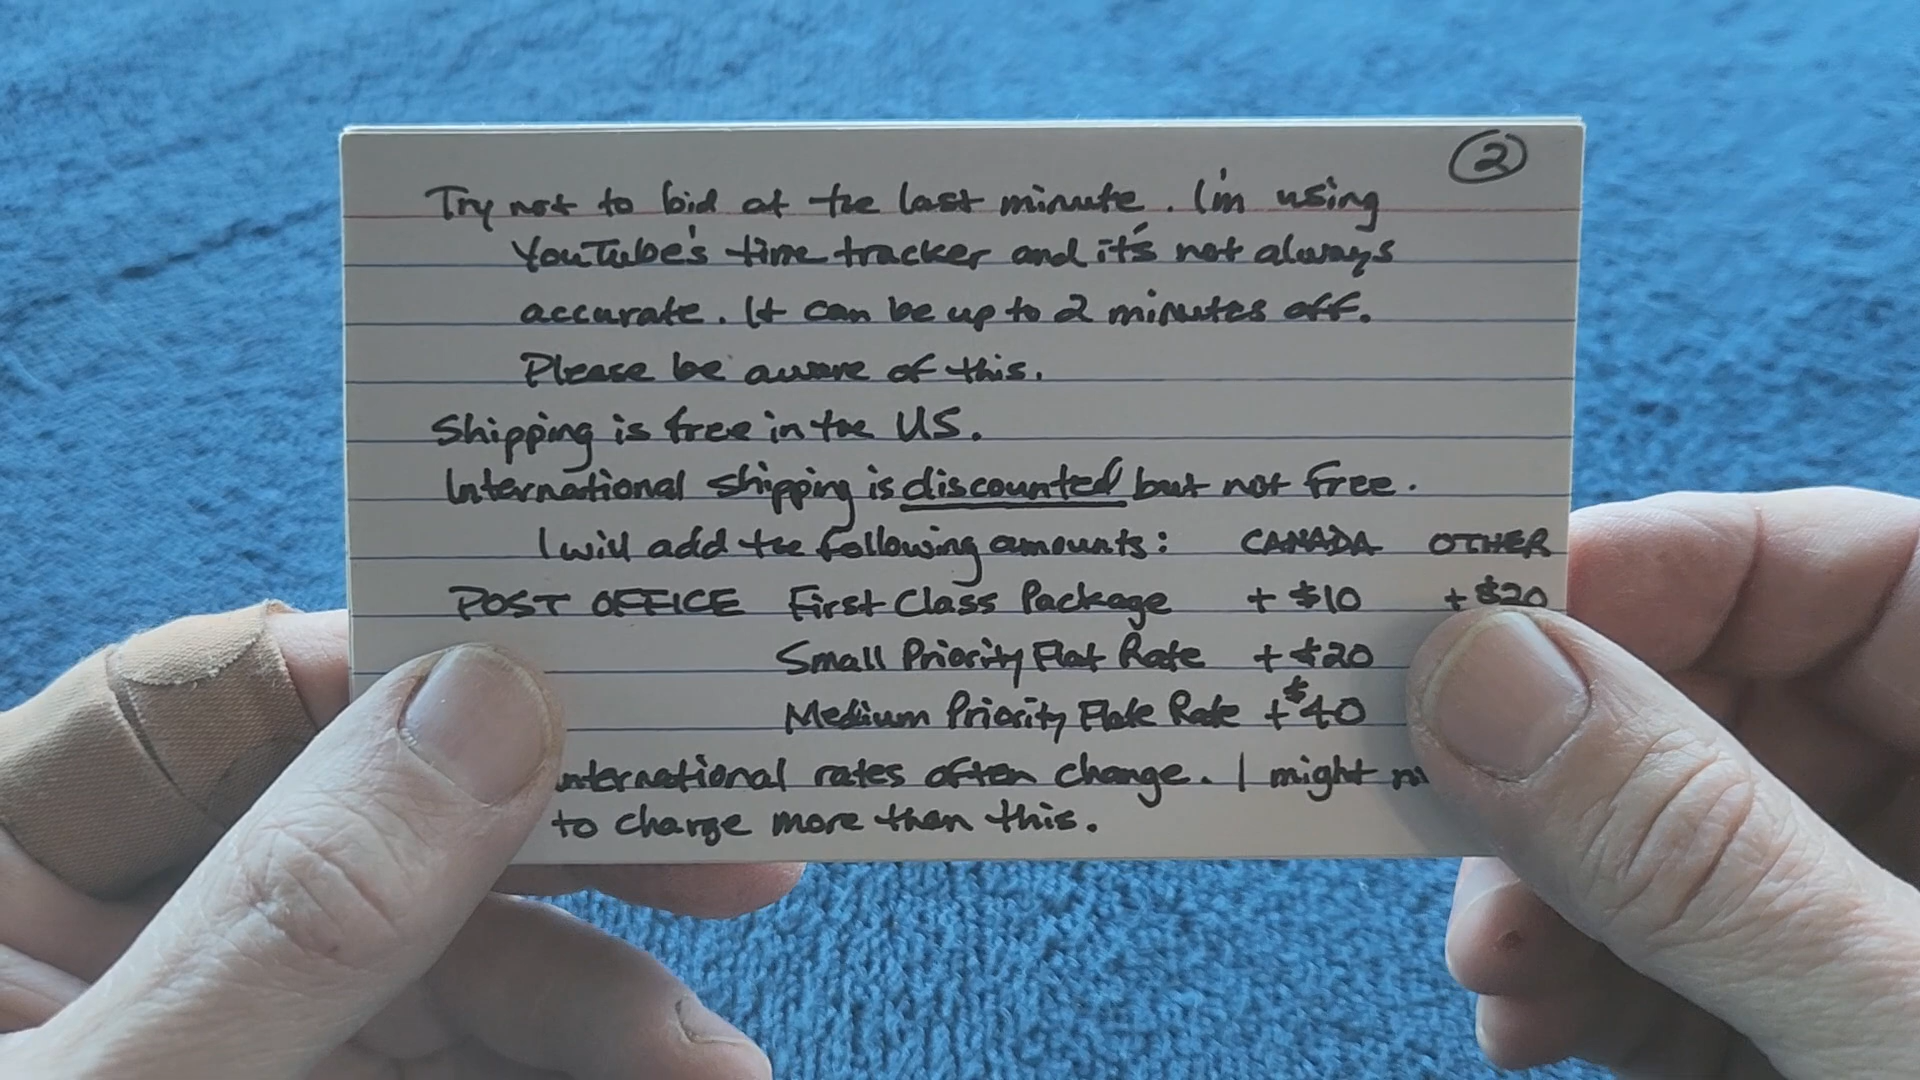 2
Try not to bid at the last minute. I'm using
YouTube's time tracker and it's not always
accurate. It can be up to 2 minutes off.
Please be aware of this.
Shipping is free in the US.
International shipping is discounted but not free.
I will add the following amounts: CANADA OTHER
POST OFFICE First Class Package +$10 +$20
Small Priority Flat Rate +$20
Medium Priority Flate Rate +$40
International rates often change. I might
to charge more than this.